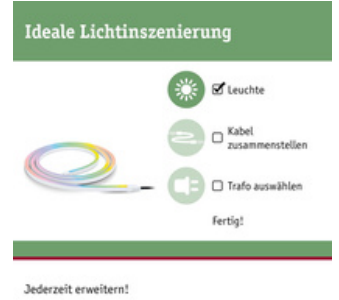 Ideale Lichtinszenierung
Leuchte
Kabel
zusammenstellen
Trafo auswählen
Fertig!
Jederzeit erweitern!